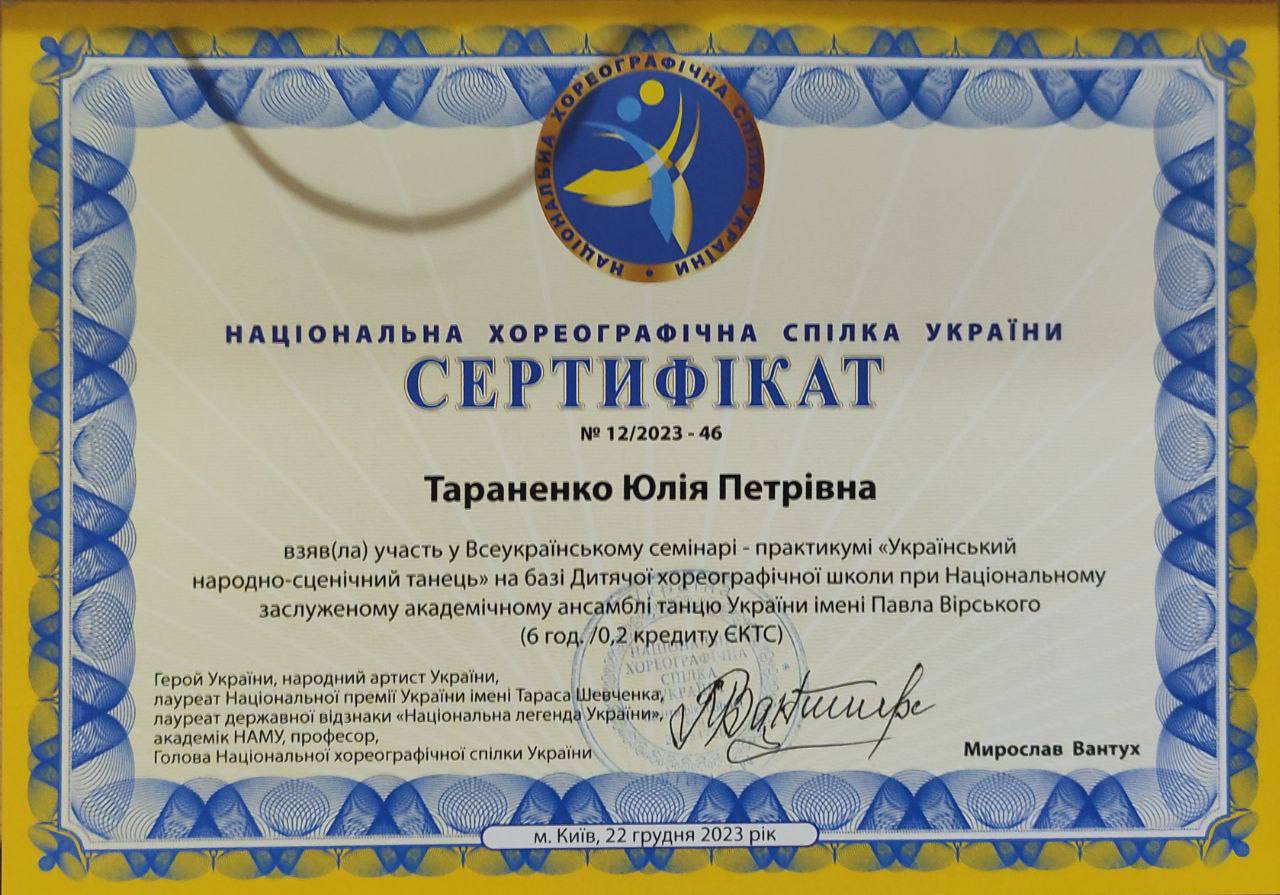 НАЦІОНАЛЬНА ХОРЕОГРАФІЧНА СПІЛКА УКРАЇНИ
НАЦІОНАЛЬНА ХОРЕОГРАФІЧНА СПІЛКА УКРАЇНИ
СЕРТИФІКАТ
№ 12/2023 - 46
Тараненко Юлія Петрівна
взяв(ла) участь у Всеукраїнському семінарі - практикумі «Український
народно-сценічний танець» на базі Дитячої хореографічної школи при Національному
заслуженому академічному ансамблі танцю України імені Павла Вірського
(6 год. /0,2 кредиту ЄКТС)
НАЦІОНАЛЬНА
ХОРЕОГРАФІЧНА
СПІЛКА
УКРАЇНИ
Герой України, народний артист України,
лауреат Національної премії України імені Тараса Шевченка,
лауреат державної відзнаки «Національна легенда України»,
академік НАМУ, професор,
Голова Національної хореографічної спілки України
Мирослав Вантух
м. Київ, 22 грудня 2023 рік